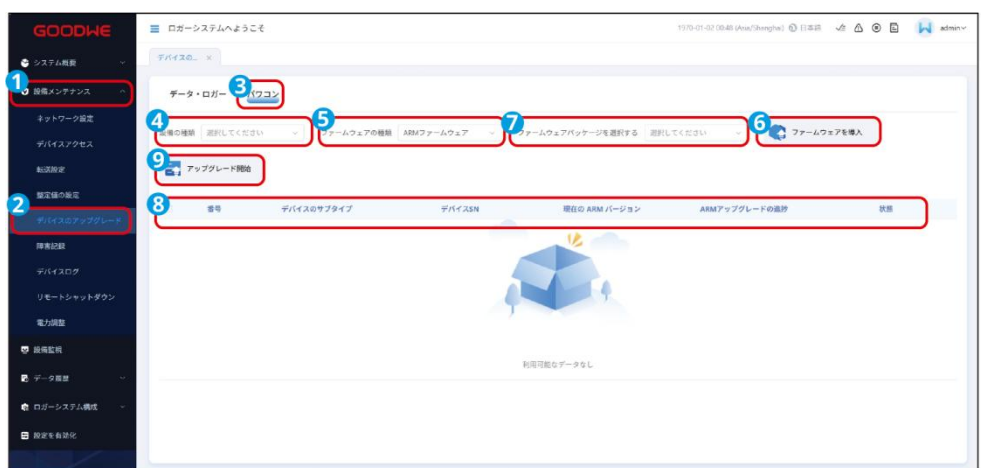 GOODWE
ロガーシステムへようこそ
1970-01-02 00:48 (Asia/Shanghai) 日本語 admin
システム概要
デバイスの... ×
1
設備メンテナンス
データ・ロガー
3
パワコン
ネットワーク設定
4
設備の種類 選択してください
5
ファームウェアの種類 ARMファームウェア
7
ファームウェアパッケージを選択する 選択してください
6
ファームウェアを導入
デバイスアクセス
転送設定
9
アップグレード開始
整定値の設定
2
デバイスのアップグレード
8
番号 デバイスのサブタイプ デバイスSN 現在の ARM バージョン ARMアップグレードの進捗 状態
障害記録
デバイスログ
リモートシャットダウン
電力調整
設備監視
利用可能なデータなし
データ履歴
ロガーシステム構成
設定を有効化